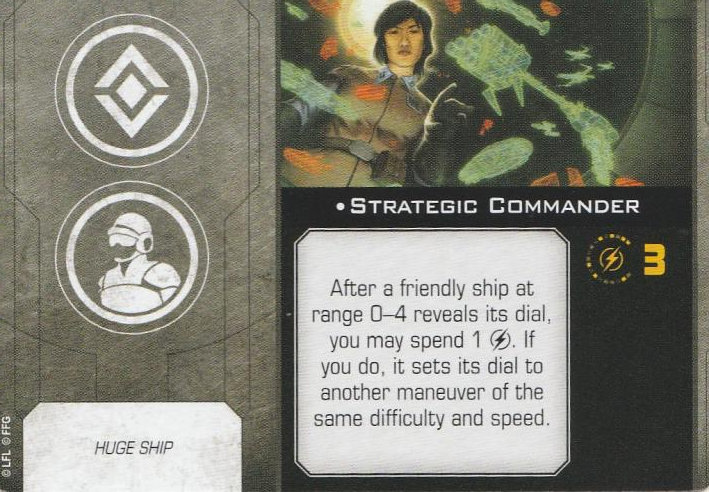 • STRATEGIC COMMANDER
3
After a friendly ship at
range 0–4 reveals its dial,
you may spend 1 . If
you do, it sets its dial to
another maneuver of the
same difficulty and speed.
HUGE SHIP
© LFL © FFG